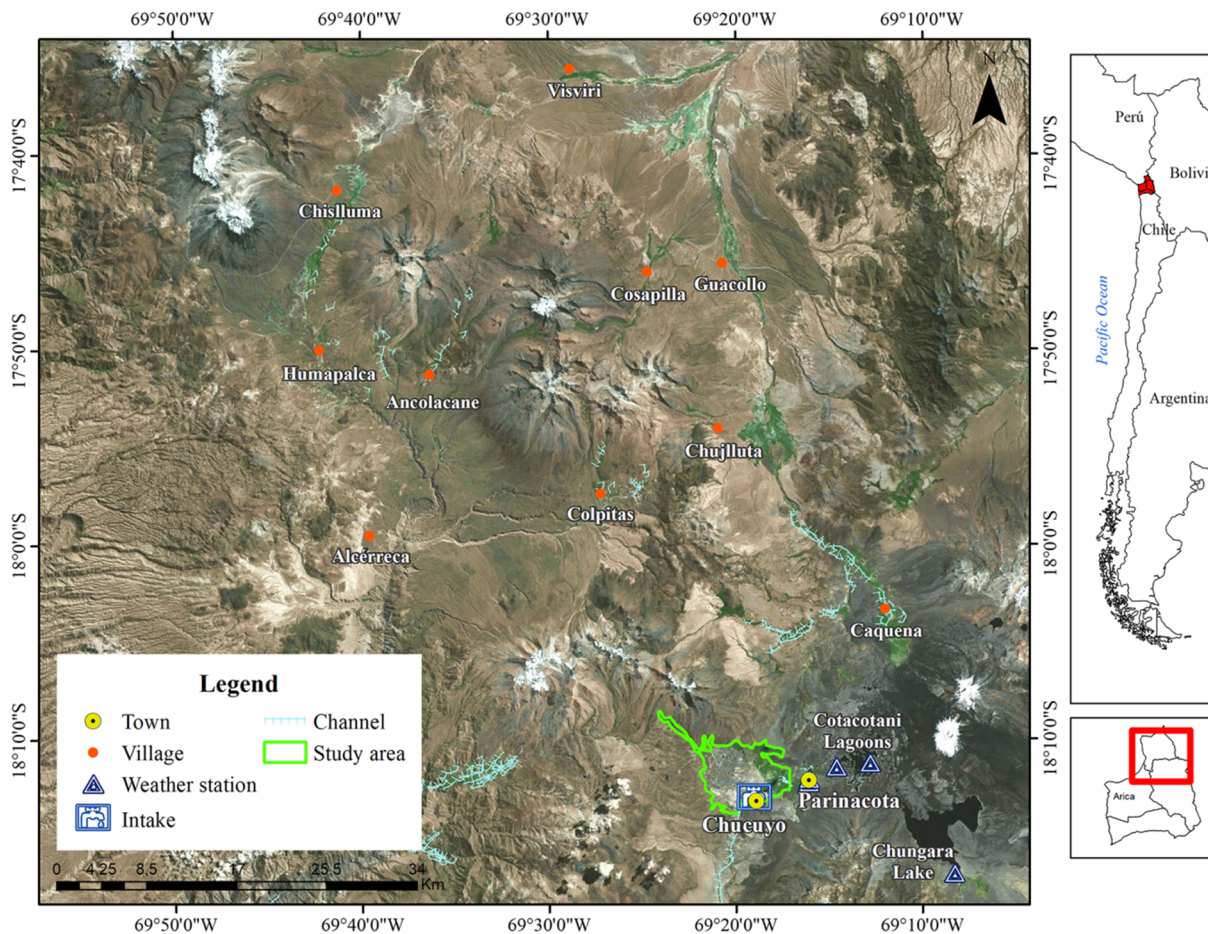 69°50'0"W
69°40'0"W
69°30'0"W
69°20'0"W
69°10'0"W
17°40'0"S
17°50'0"S
18°0'0"S
18°10'0"S
17°40'0"S
17°50'0"S
18°0'0"S
18°10'0"S
N
Visviri
Chislluma
Cosapilla
Guacollo
Humapalca
Ancolacane
Chujlluta
Colpitas
Alcérreca
Caquena
Cotacotani
Lagoons
Parinacota
Chucuyo
Chungara
Lake
Legend
Town
Channel
Village
Study area
Weather station
Intake
0 4.25 8.5 17 25.5 34
Km
69°50'0"W
69°40'0"W
69°30'0"W
69°20'0"W
69°10'0"W
Perú
Bolivi
Chile
Pacific Ocean
Argentina
Arica